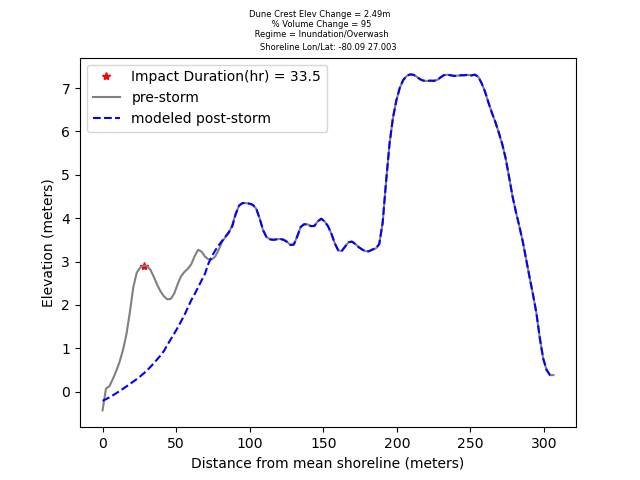 Dune Crest Elev Change = 2.49m
% Volume Change = 95
Regime = Inundation/Overwash
Shoreline Lon/Lat: -80.09 27.003
Impact Duration(hr) = 33.5
pre-storm
modeled post-storm
7
6
5
4
3
2
1
0
Elevation (meters)
0 50 100 150 200 250 300
Distance from mean shoreline (meters)